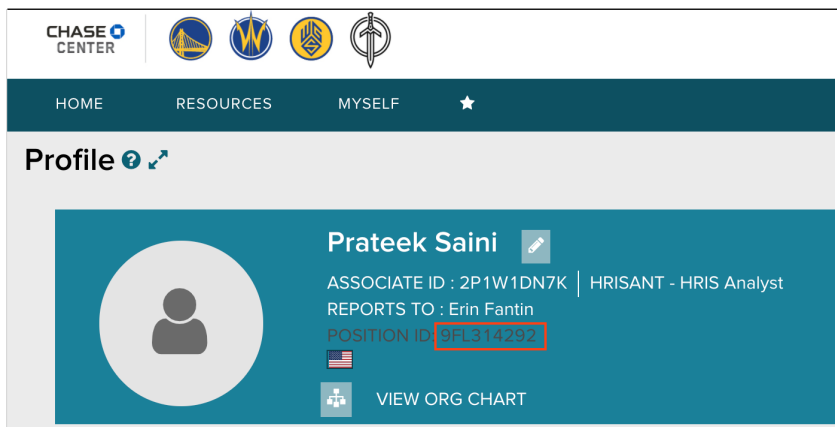 CHASE
CENTER
HOME RESOURCES MYSELF
Profile
Prateek Saini
ASSOCIATE ID : 2P1W1DN7K | HRISANT - HRIS Analyst
REPORTS TO : Erin Fantin
POSITION ID: 9FL314292
VIEW ORG CHART